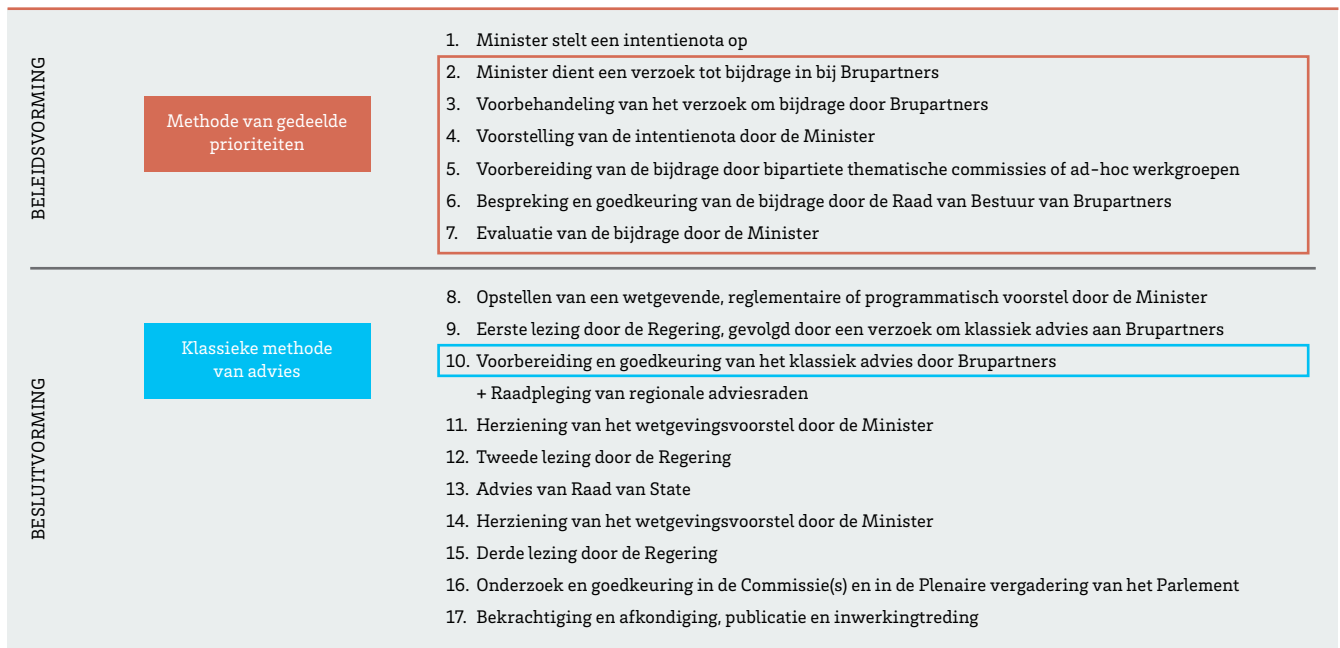 BELEIDSVORMING
Methode van gedeelde
prioriteiten
1. Minister stelt een intentienota op
2. Minister dient een verzoek tot bijdrage in bij Brupartners
3. Voorbehandeling van het verzoek om bijdrage door Brupartners
4. Voorstelling van de intentienota door de Minister
5. Voorbereiding van de bijdrage door bipartiete thematische commissies of ad-hoc werkgroepen
6. Bespreking en goedkeuring van de bijdrage door de Raad van Bestuur van Brupartners
7. Evaluatie van de bijdrage door de Minister
BESLUITVORMING
Klassieke methode
van advies
8. Opstellen van een wetgevende, reglementaire of programmatisch voorstel door de Minister
9. Eerste lezing door de Regering, gevolgd door een verzoek om klassiek advies aan Brupartners
10. Voorbereiding en goedkeuring van het klassiek advies door Brupartners
+ Raadpleging van regionale adviesraden
11. Herziening van het wetgevingsvoorstel door de Minister
12. Tweede lezing door de Regering
13. Advies van Raad van State
14. Herziening van het wetgevingsvoorstel door de Minister
15. Derde lezing door de Regering
16. Onderzoek en goedkeuring in de Commissie(s) en in de Plenaire vergadering van het Parlement
17. Bekrachtiging en afkondiging, publicatie en inwerkingtreding